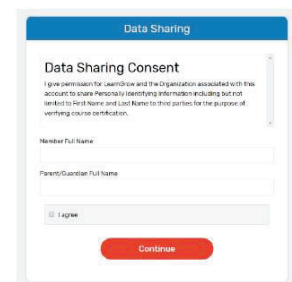 Data Sharing
Data Sharing Consent
I give permission for LearnGrow and the Organization associated with this
account to share Personally Identifying Information including but not
limited to First Name and Last Name to third parties for the purpose of
verifying course certification.
Member Full Name
Parent/Guardian Full Name
I agree
Continue